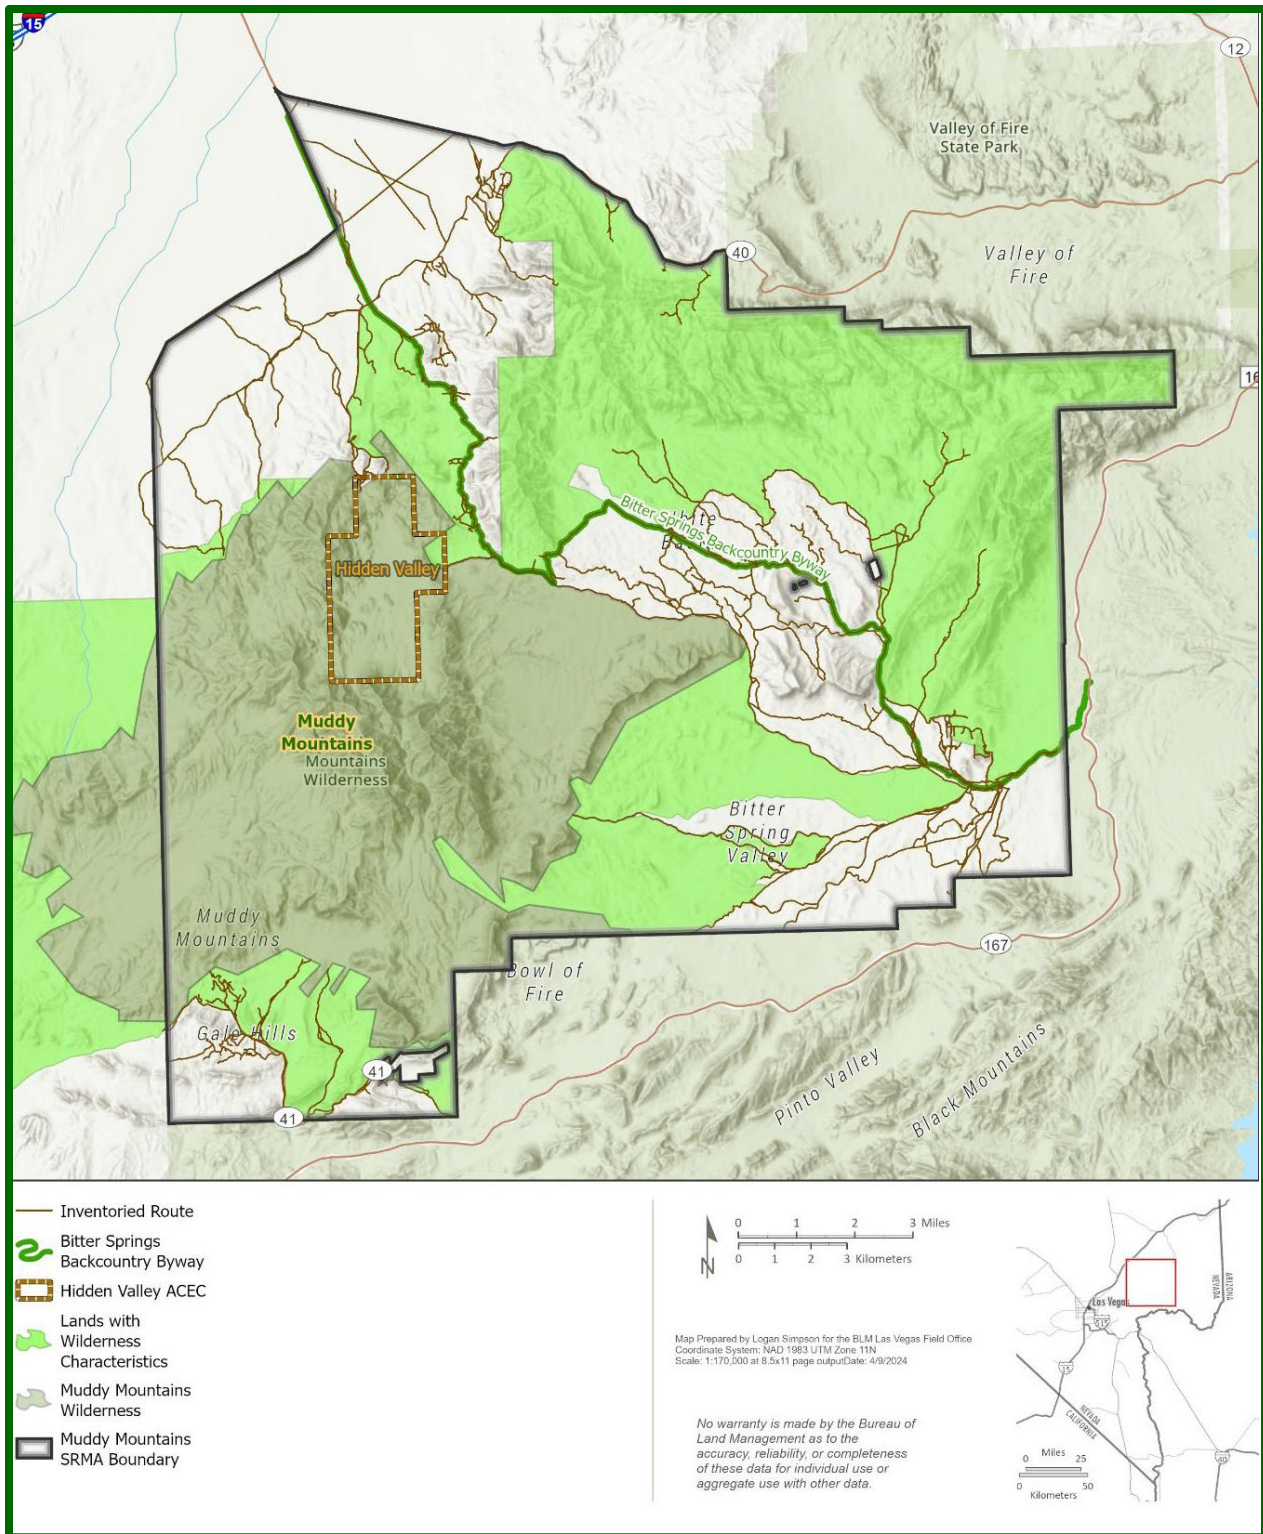 15
12
Valley of Fire
State Park
40
Valley of
Fire
16
Bitter Springs Backcountry Byway
Hidden Valley
Muddy
Mountains
Mountains
Wilderness
Bitter
Spring
Valley
Muddy
Mountains
167
Bowl of
Fire
Gale Hills
41
Pinto Valley
Black Mountains
41
Inventoried Route
Bitter Springs
Backcountry Byway
Hidden Valley ACEC
Lands with
Wilderness
Characteristics
Muddy Mountains
Wilderness
Muddy Mountains
SRMA Boundary
N
0 1 2 3 Miles
0 1 2 3 Kilometers
Map Prepared by Logan Simpson for the BLM Las Vegas Field Office
Coordinate System: NAD 1983 UTM Zone 11N
Scale: 1:170,000 at 8.5x11 page outputDate: 4/9/2024
No warranty is made by the Bureau of
Land Management as to the
accuracy, reliability, or completeness
of these data for individual use or
aggregate use with other data.
Las Vegas
515
15
40
ARIZONA
NEVADA
NEVADA
CALIFORNIA
Miles
0 25
0 50
Kilometers